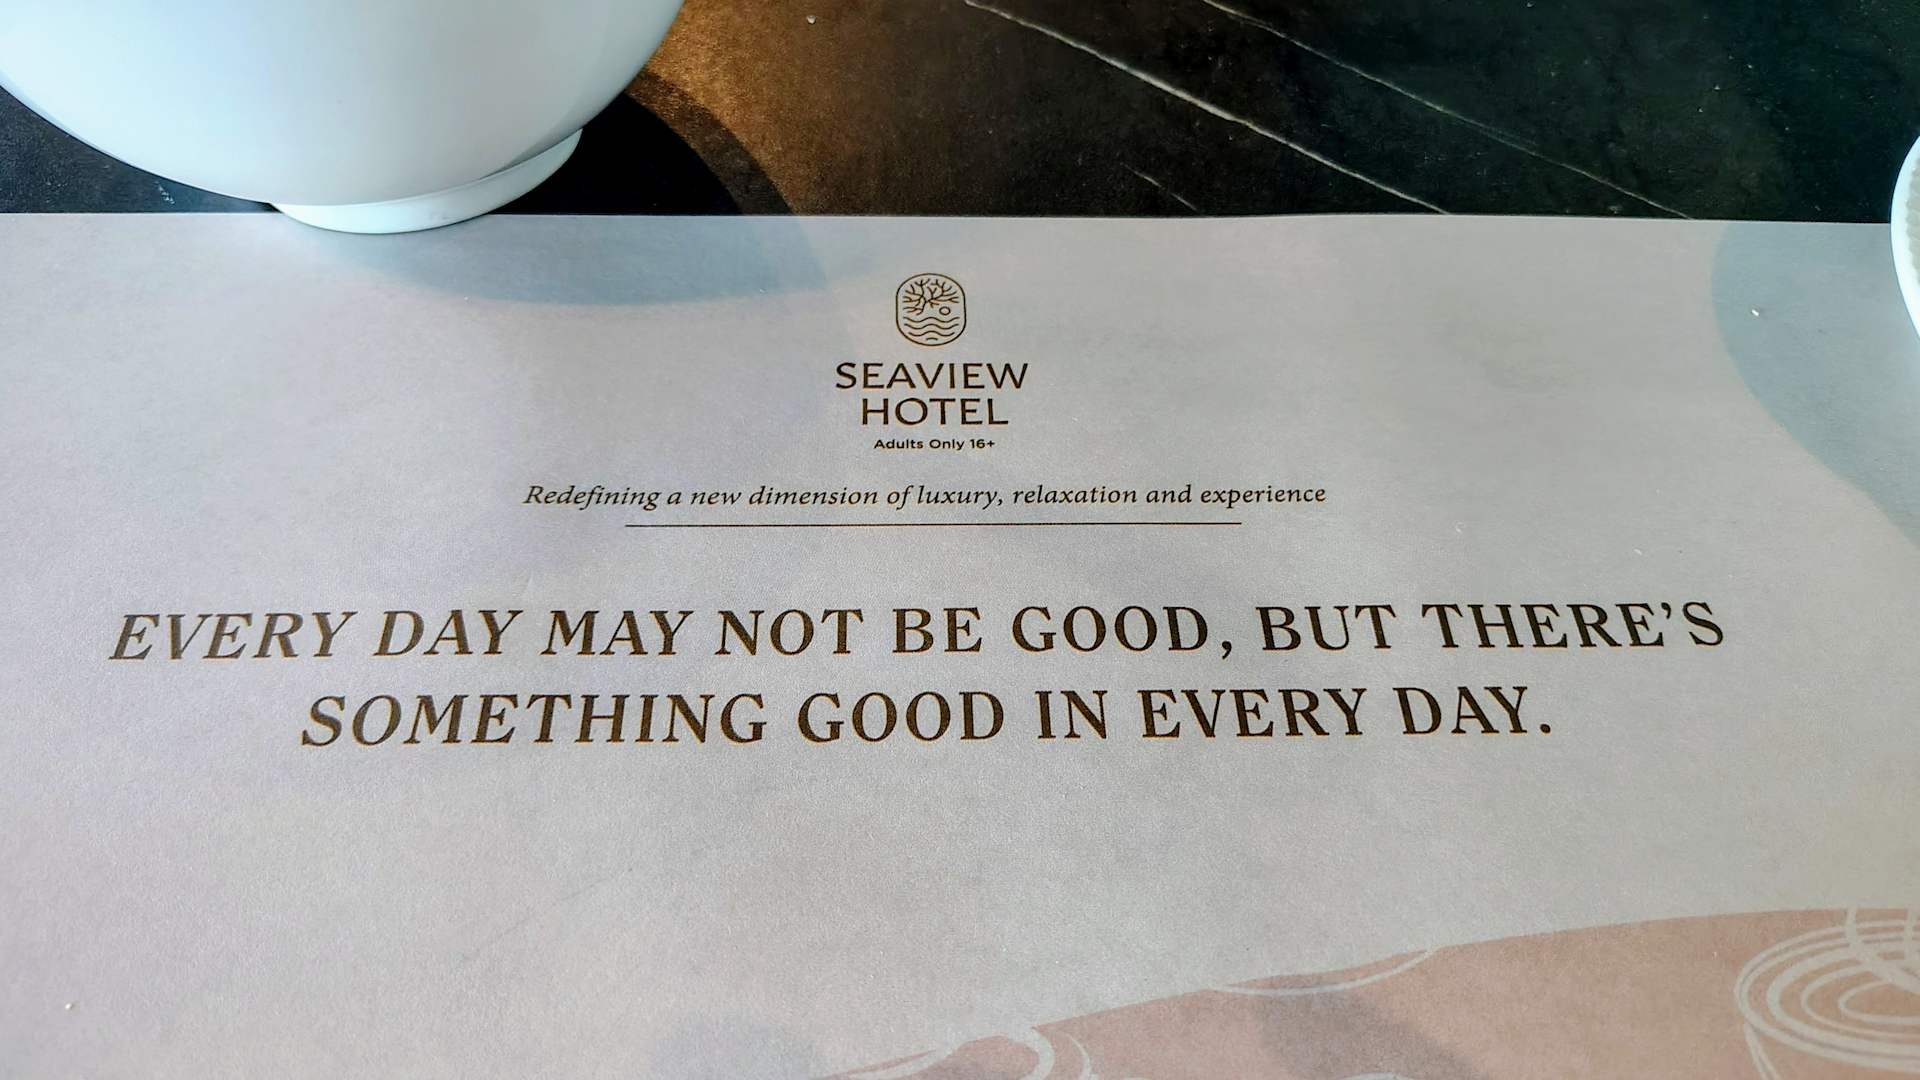 SEAVIEW
HOTEL
Adults Only 16+
Redefining a new dimension of luxury, relaxation and experience
EVERY DAY MAY NOT BE GOOD, BUT THERE’S
SOMETHING GOOD IN EVERY DAY.